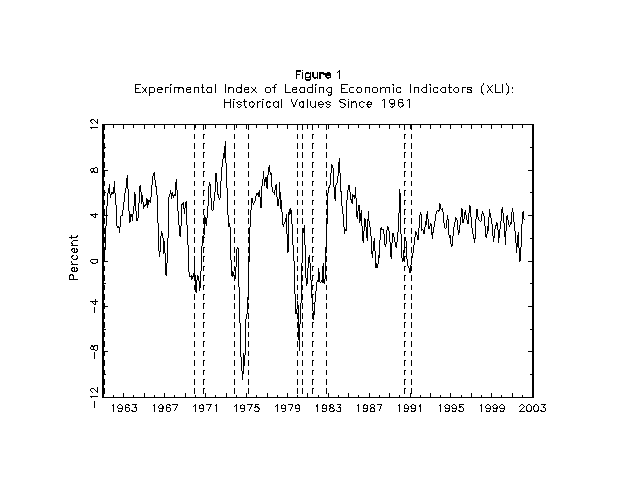 Figure 1
Experimental Index of Leading Economic Indicators (XLI):
Historical Values Since 1961
12
8
4
0
-4
-8
-12
Percent
1963 1967 1971 1975 1979 1983 1987 1991 1995 1999 2003